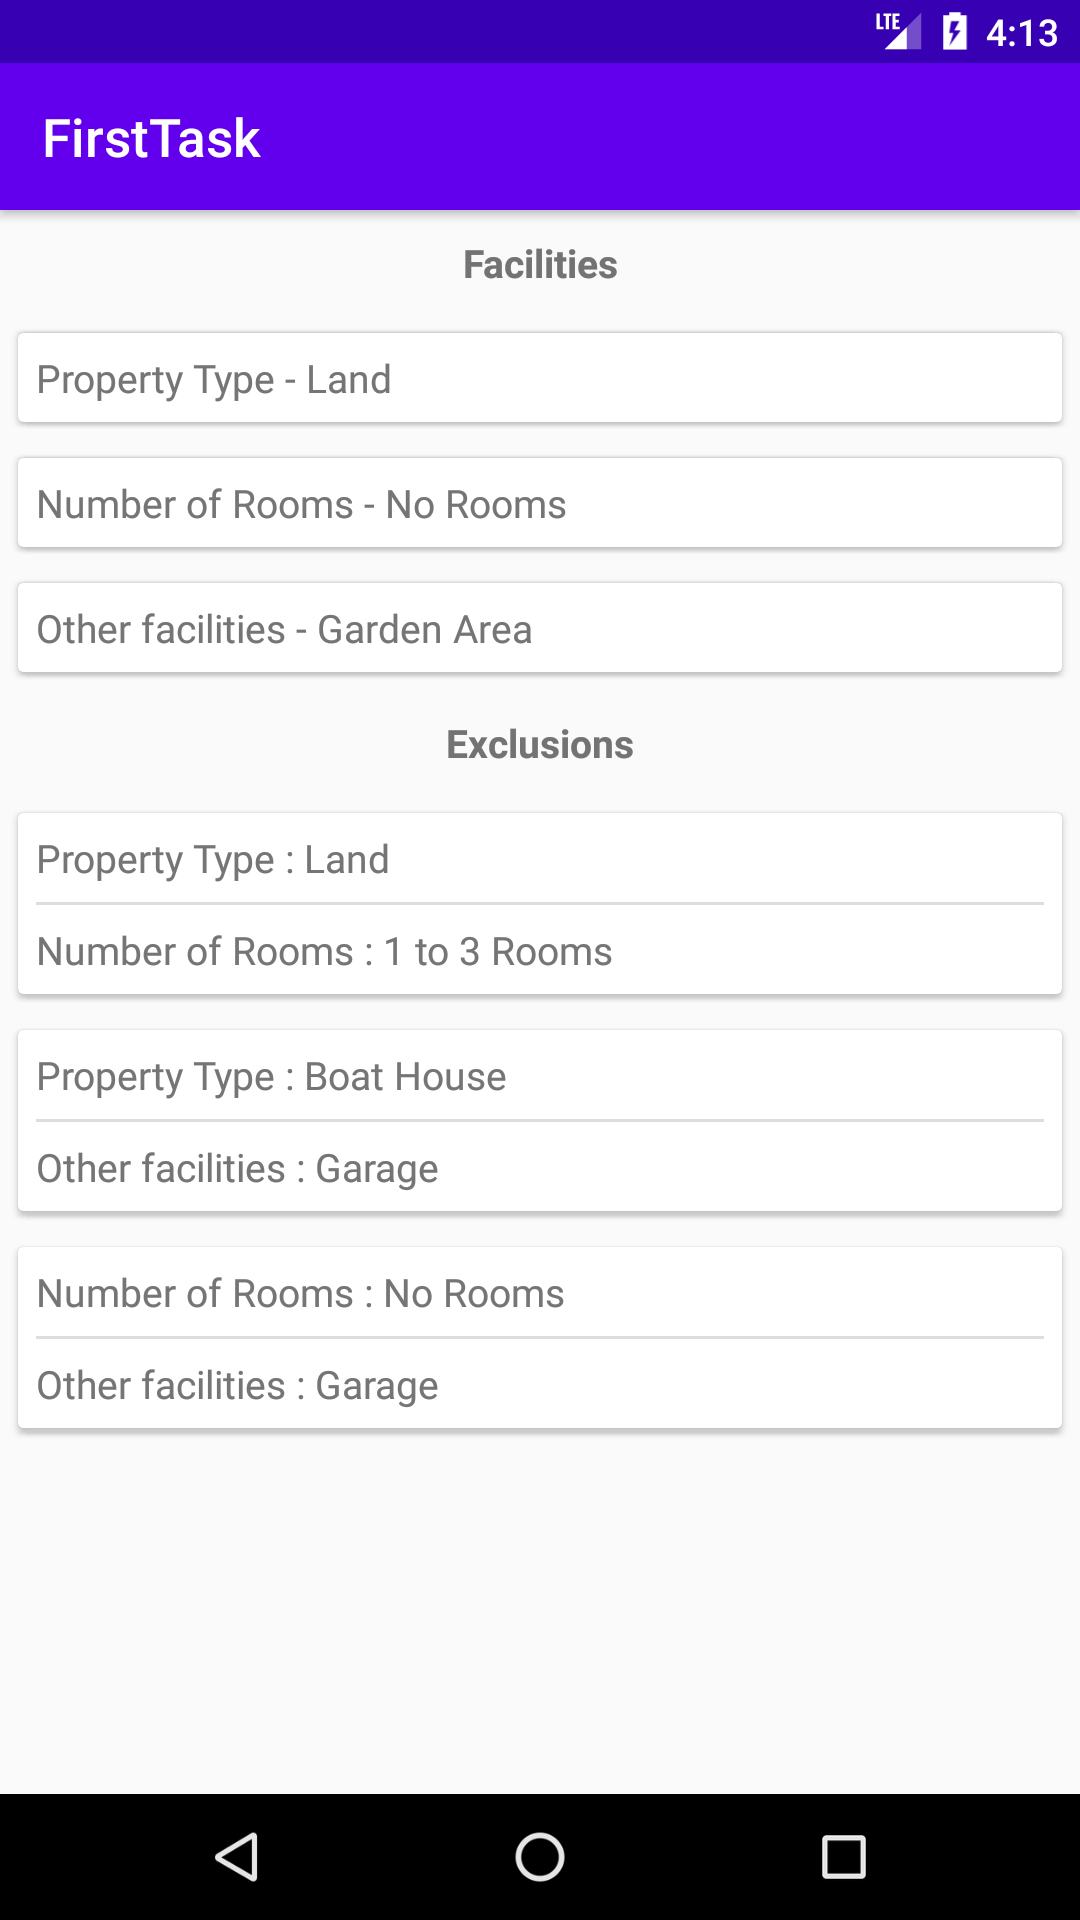 LTE 4:13
FirstTask
Facilities
Property Type - Land
Number of Rooms - No Rooms
Other facilities - Garden Area
Exclusions
Property Type : Land
Number of Rooms : 1 to 3 Rooms
Property Type : Boat House
Other facilities : Garage
Number of Rooms : No Rooms
Other facilities : Garage